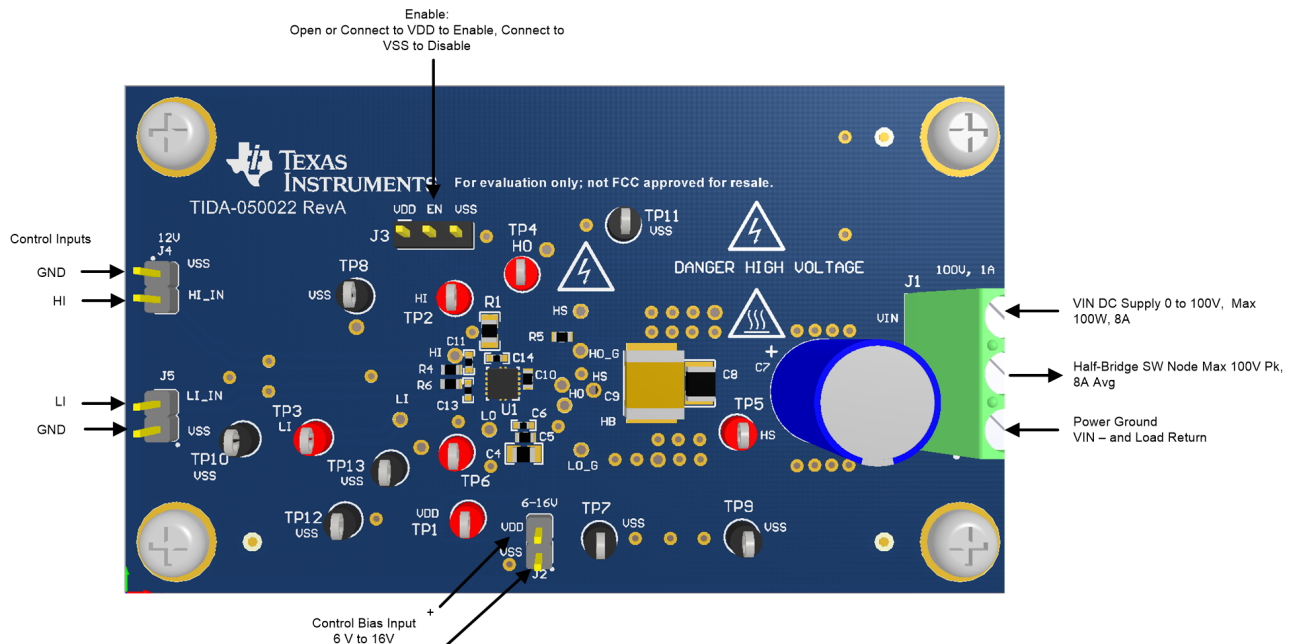 Enable:
Open or Connect to VDD to Enable, Connect to
VSS to Disable
TEXAS
INSTRUMENTS
For evaluation only; not FCC approved for resale.
TIDA-050022 RevA
VDD EN VSS
J3
TP4
HO
TP11
VSS
DANGER HIGH VOLTAGE
Control Inputs
GND
HI
12V
J4
VSS
HI_IN
TP8
VSS
HI
TP2
R1
HS
R5
HO_G
J1
100V, 1A
VIN
VIN DC Supply 0 to 100V, Max
100W, 8A
C11
HI
R4
R6
C14
C10
C13
U1
HS
HO
C9
C8
HB
+
C7
Half-Bridge SW Node Max 100V Pk,
8A Avg
Power Ground
VIN – and Load Return
J5
LI
GND
LI_IN
VSS
TP3
LI
TP10
VSS
LI
LO
C6
C5
C4
LO_G
TP5
HS
TP13
VSS
TP6
TP12
VSS
VDD
TP1
6-16V
VDD
VSS
J2
TP7
VSS
TP9
VSS
+
Control Bias Input
6 V to 16V